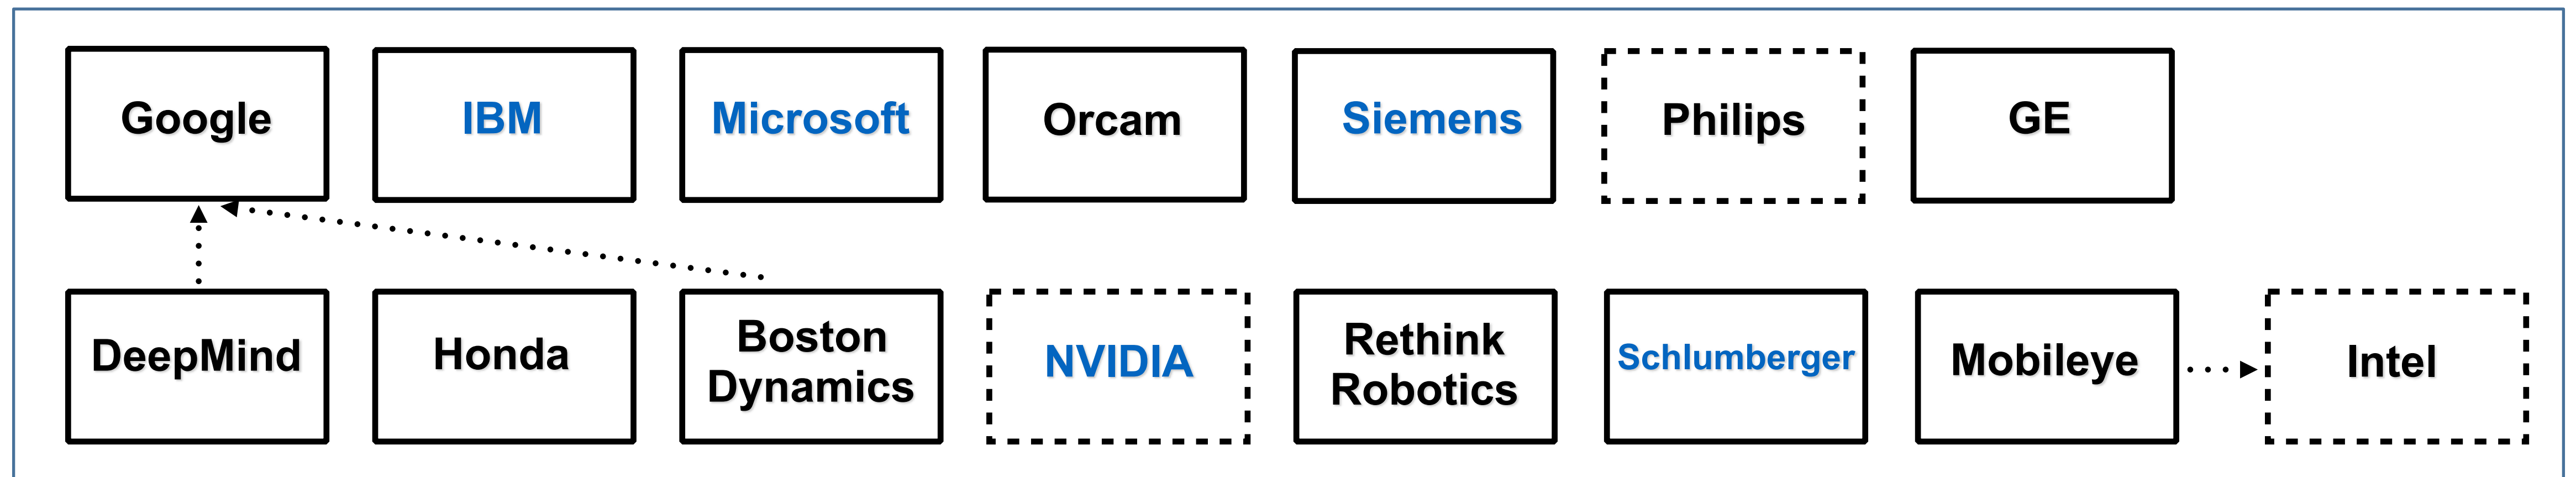 Google
IBM
Microsoft
Orcam
Siemens
Philips
GE
DeepMind
Honda
Boston
Dynamics
NVIDIA
Rethink
Robotics
Schlumberger
Mobileye
Intel